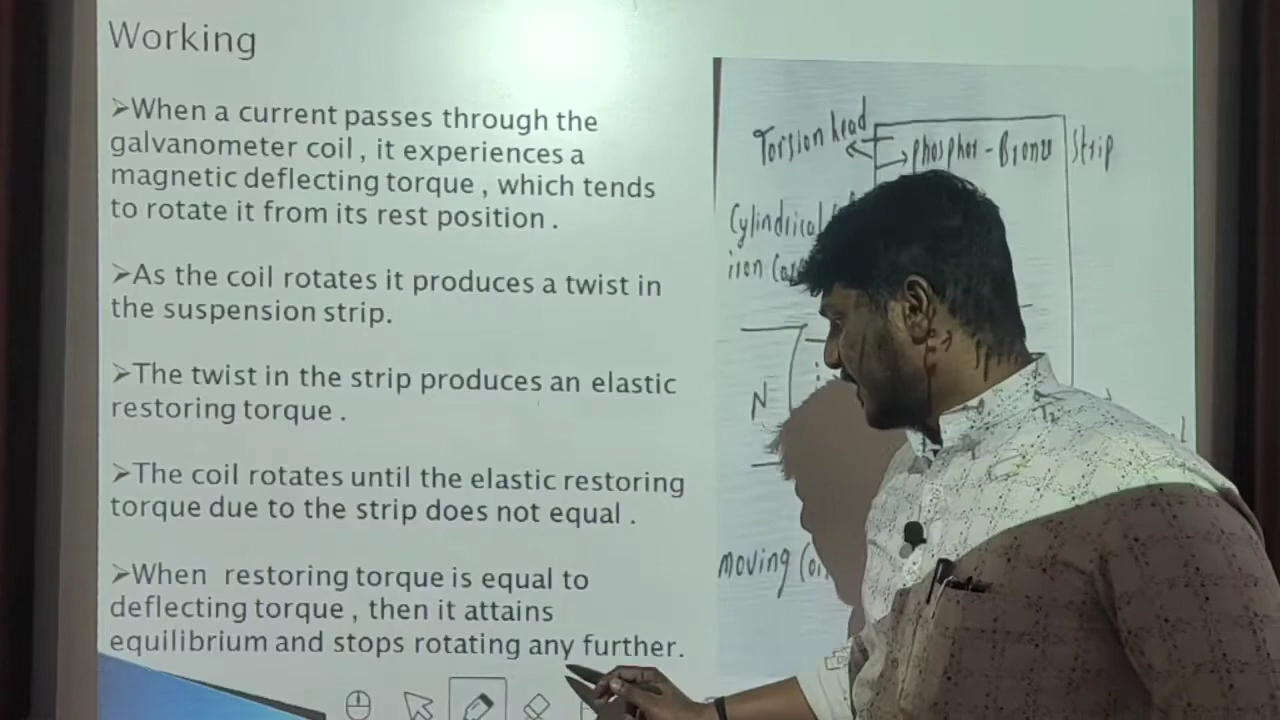 Working
➢When a current passes through the
galvanometer coil , it experiences a
magnetic deflecting torque , which tends
to rotate it from its rest position .
➢As the coil rotates it produces a twist in
the suspension strip.
➢The twist in the strip produces an elastic
restoring torque .
➢The coil rotates until the elastic restoring
torque due to the strip does not equal .
➢When restoring torque is equal to
deflecting torque , then it attains
equilibrium and stops rotating any further.
Torsion head
Phosphor-Bronze Strip
Cylindrical
iron
N
moving